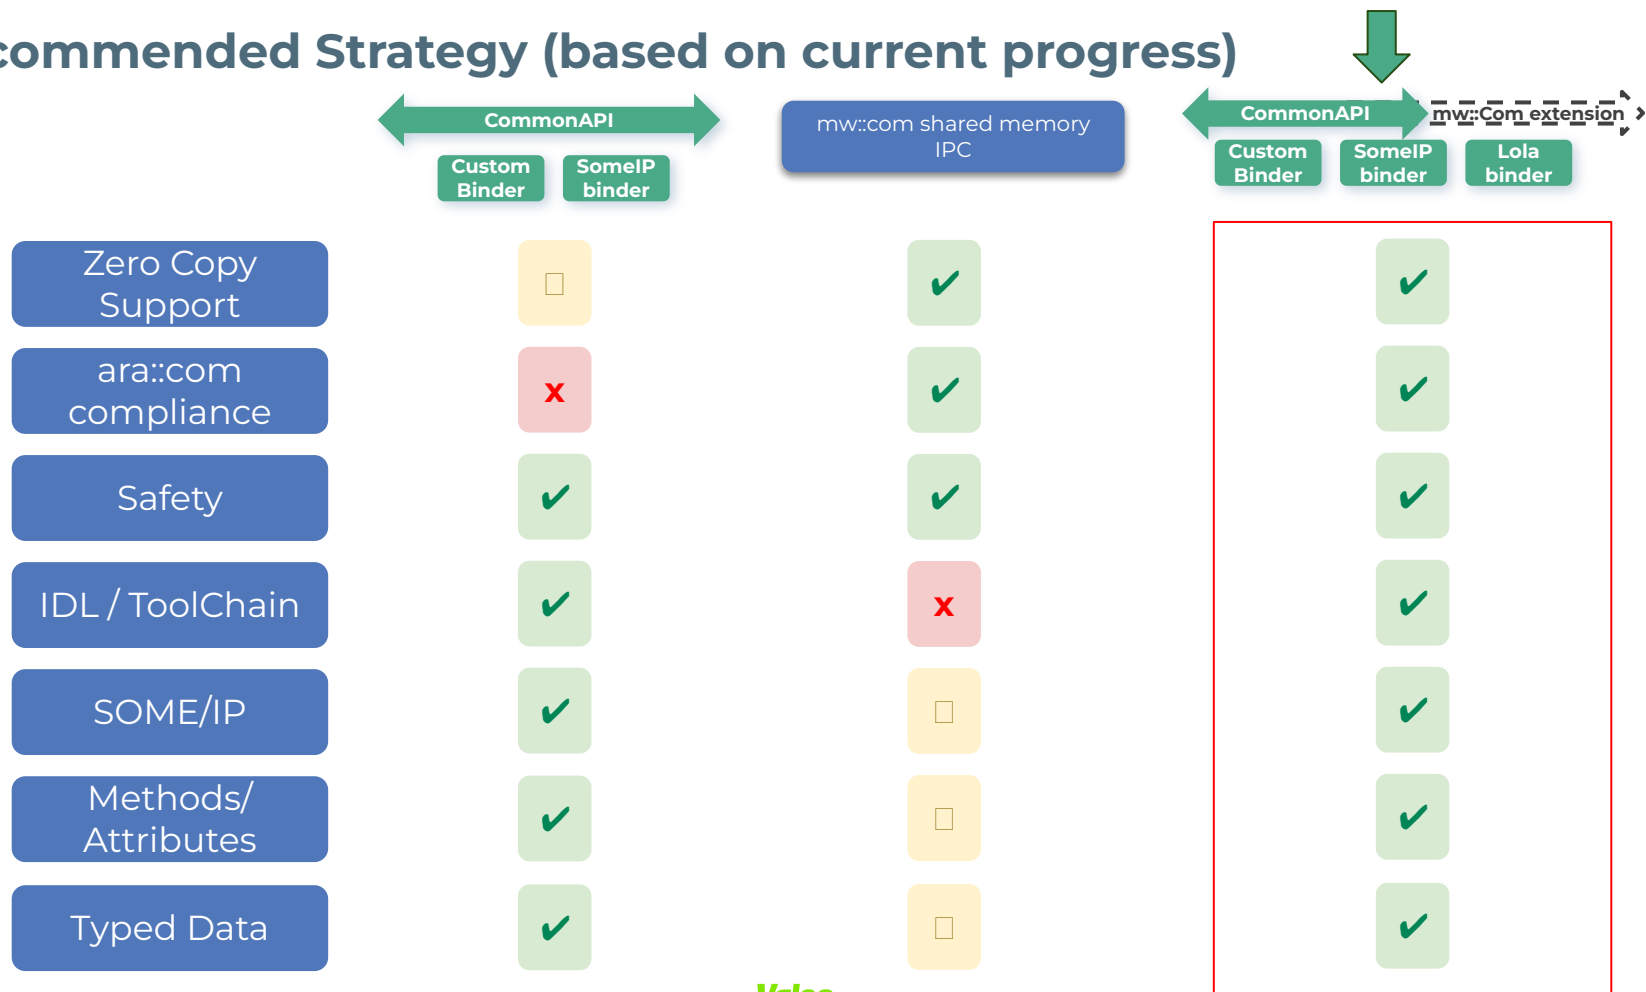 commended Strategy (based on current progress)
CommonAPI
Custom
Binder
SomeIP
binder
mw::com shared memory
IPC
CommonAPI
mw::Com extension
Custom
Binder
SomeIP
binder
Lola
binder
Zero Copy
Support
✔
✔
ara::com
compliance
x
✔
✔
Safety
✔
✔
✔
IDL / ToolChain
✔
x
✔
SOME/IP
✔
✔
Methods/
Attributes
✔
✔
Typed Data
✔
✔